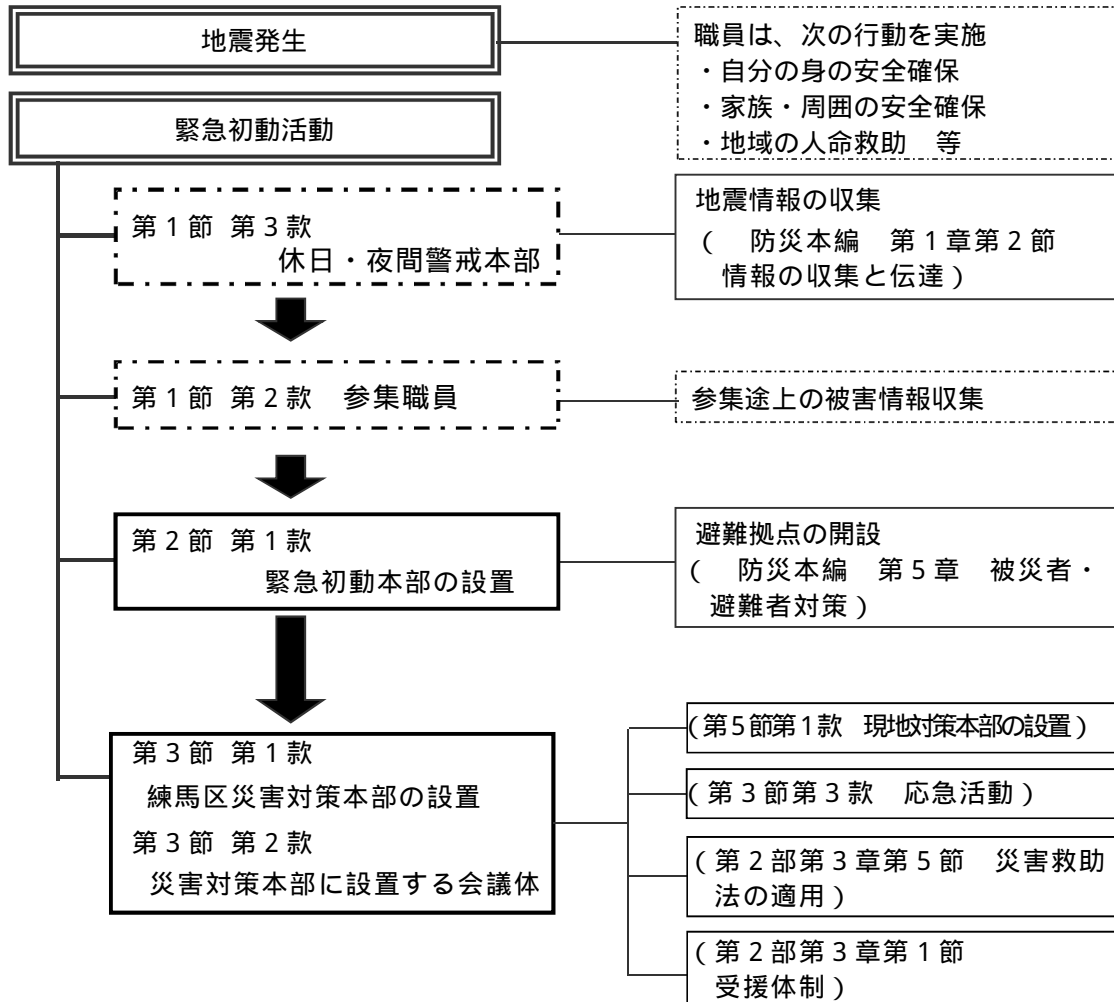 地震発生
職員は、次の行動を実施
・自分の身の安全確保
・家族・周囲の安全確保
・地域の人命救助　等
緊急初動活動
第１節 第３款
休日・夜間警戒本部
地震情報の収集
（　防災本編　第１章第２節
情報の収集と伝達）
第１節 第２款　参集職員
参集途上の被害情報収集
第２節 第１款
緊急初動本部の設置
避難拠点の開設
（　防災本編　第５章　被災者・
避難者対策）
第３節 第１款
練馬区災害対策本部の設置
第３節 第２款
災害対策本部に設置する会議体
（第５節第１款　現地対策本部の設置）
（第３節第３款　応急活動）
（第２部第３章第５節　災害救助
法の適用）
（第２部第３章第１節
受援体制）